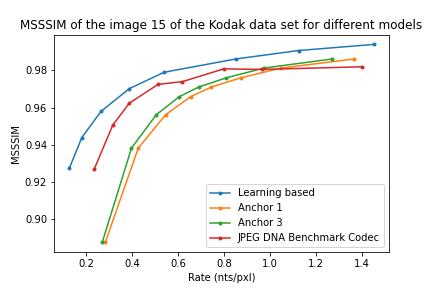 MSSSIM of the image 15 of the Kodak data set for different models
MSSSIM
0.98
0.96
0.94
0.92
0.90
Learning based
Anchor 1
Anchor 3
JPEG DNA Benchmark Codec
0.2 0.4 0.6 0.8 1.0 1.2 1.4
Rate (nts/pxl)